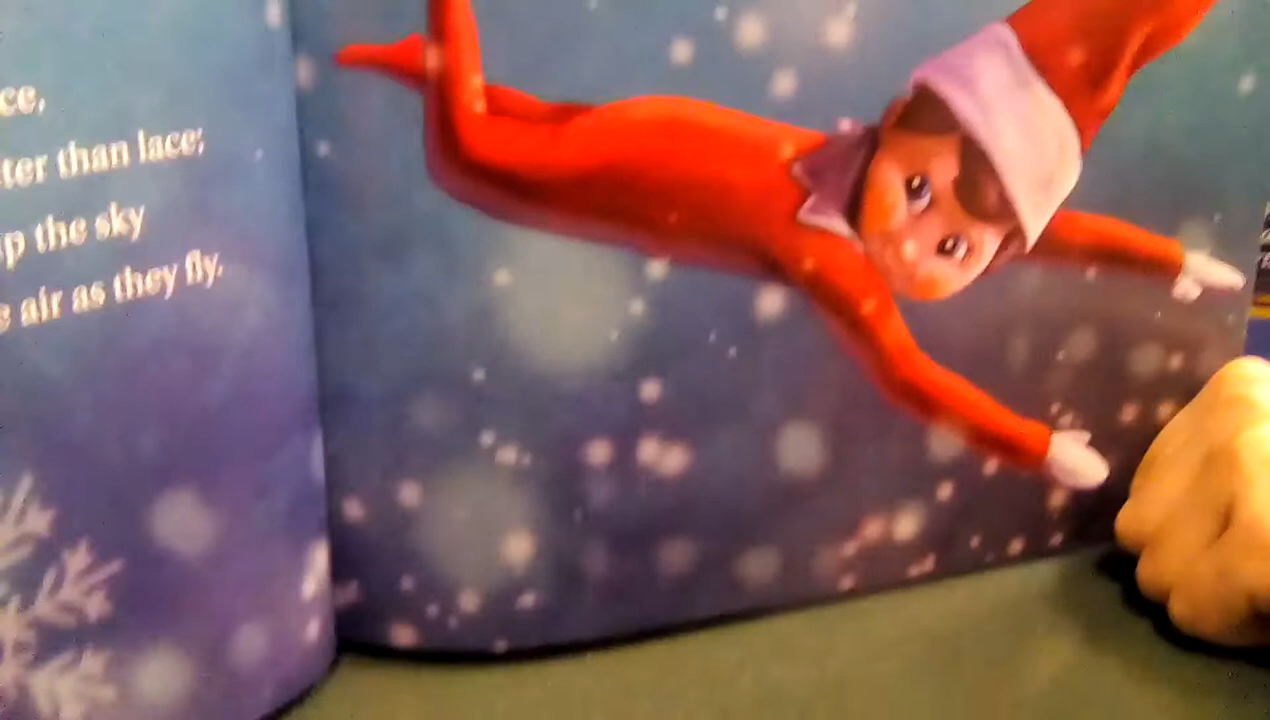 ce,
ter than lace;
p the sky
e air as they fly.